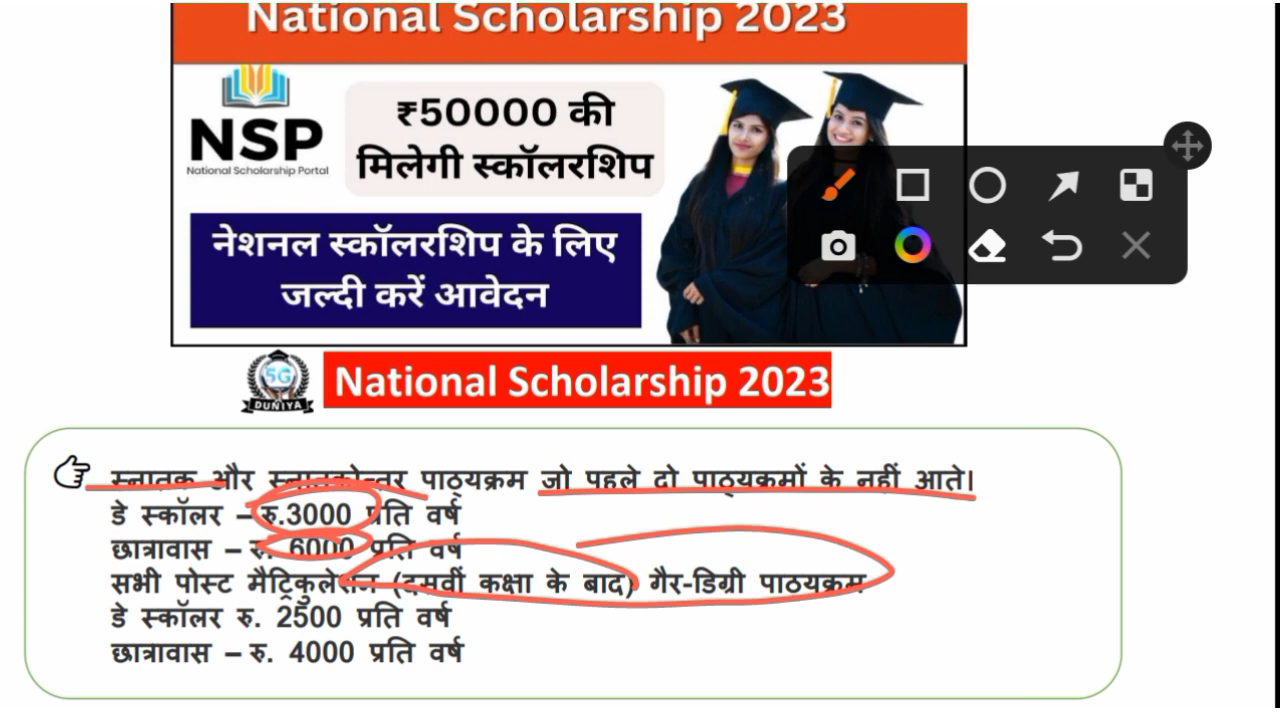 National Scholarship 2023
NSP
National Scholarship Portal
₹50000 की
मिलेगी स्कॉलरशिप
नेशनल स्कॉलरशिप के लिए
जल्दी करें आवेदन
5G
DUNIYA
National Scholarship 2023
स्नातक और स्नातकोत्तर पाठ्यक्रम जो पहले दो पाठ्यक्रमों के नहीं आते।
डे स्कॉलर – रु.3000 प्रति वर्ष
छात्रावास – रु. 6000 प्रति वर्ष
सभी पोस्ट मैट्रिकुलेशन (दसवीं कक्षा के बाद) गैर-डिग्री पाठयक्रम
डे स्कॉलर रु. 2500 प्रति वर्ष
छात्रावास – रु. 4000 प्रति वर्ष